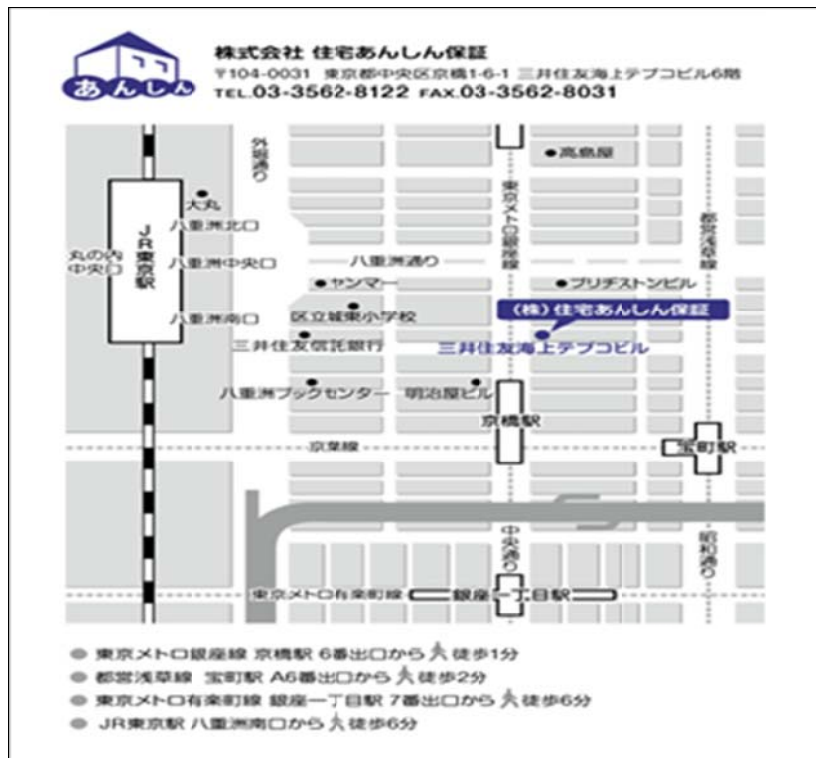 株式会社 住宅あんしん保証
〒104-0031 東京都中央区京橋1-6-1 三井住友海上テプコビル6階
TEL.03-3562-8122 FAX.03-3562-8031
あんしん
外堀通り
高島屋
大丸
東京メトロ銀座線
都営浅草線
JR東京駅
八重洲北口
丸の内
中央口
八重洲中央口
八重洲通り
ヤンマー
ブリヂストンビル
区立城東小学校
(株)住宅あんしん保証
八重洲南口
三井住友信託銀行
三井住友海上テプコビル
八重洲ブックセンター
明治屋ビル
京橋駅
京葉線
宝町駅
中央通り
昭和通り
東京メトロ有楽町線
銀座一丁目駅
東京メトロ銀座線 京橋駅 6番出口から 徒歩1分
都営浅草線 宝町駅 A6番出口から 徒歩2分
東京メトロ有楽町線 銀座一丁目駅 7番出口から 徒歩6分
JR東京駅 八重洲南口から 徒歩6分